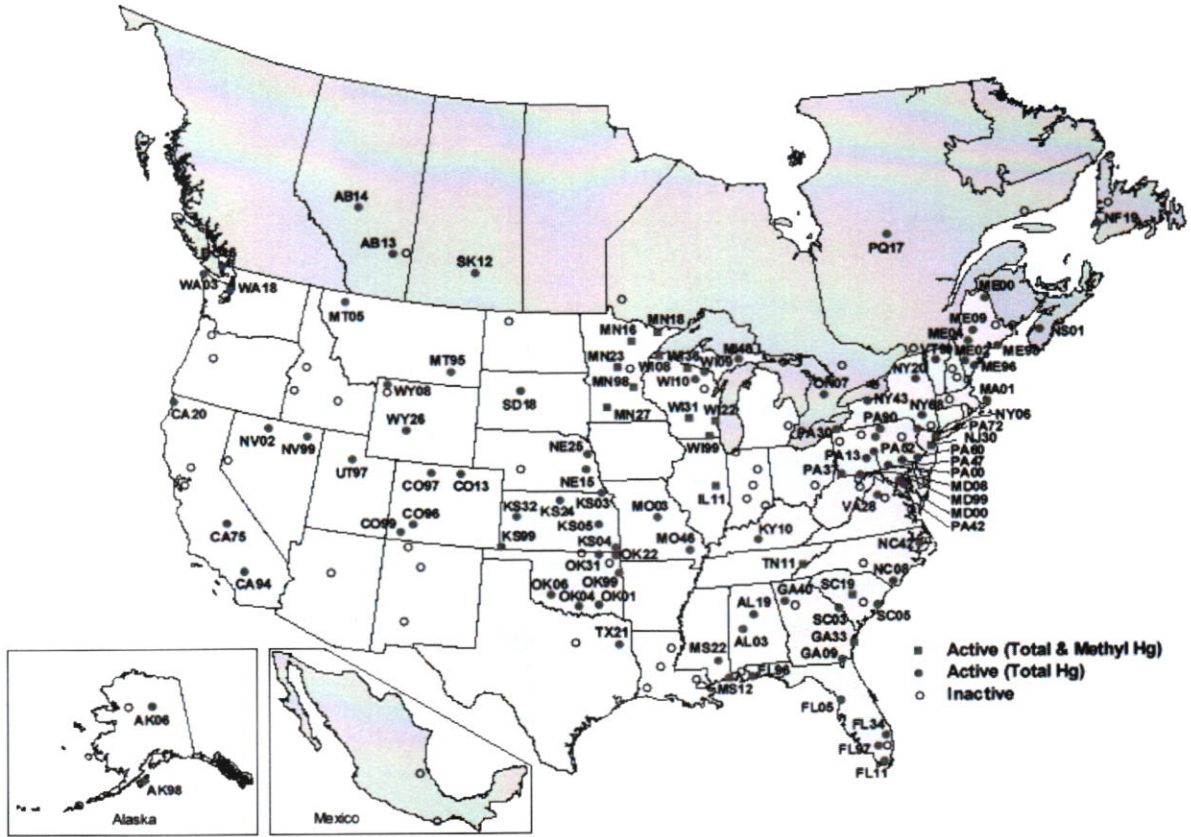 AB14
NF19
PQ17
AB13
SK12
WA03
WA18
ME00
MT05
MN18
ME09
NS01
MN16
ME04
MI48
ME02
ME98
MN23
WI08
WI36
WI09
NY20
ME96
MT95
WY08
MN98
WI10
ON07
MA01
CA20
SD18
NY43
NY68
NY06
WY26
MN27
WI31
WI22
PA90
PA72
NV02
NV99
WI99
PA30
NJ30
NE25
PA13
PA52
PA60
UT97
PA37
PA47
CO97
CO13
NE15
PA00
IL11
MD08
KS32
KS24
KS03
MO03
VA28
MD99
CO99
CO96
KS05
MD00
CA75
KS99
KS04
MO46
KY10
PA42
OK22
NC42
OK31
TN11
NC08
CA94
OK06
OK99
GA40
SC19
OK04
OK01
AL19
SC03
SC05
TX21
AL03
GA33
MS22
GA09
Active (Total & Methyl Hg)
FL96
Active (Total Hg)
MS12
Inactive
AK06
FL05
FL34
FL97
FL11
AK98
Alaska
Mexico